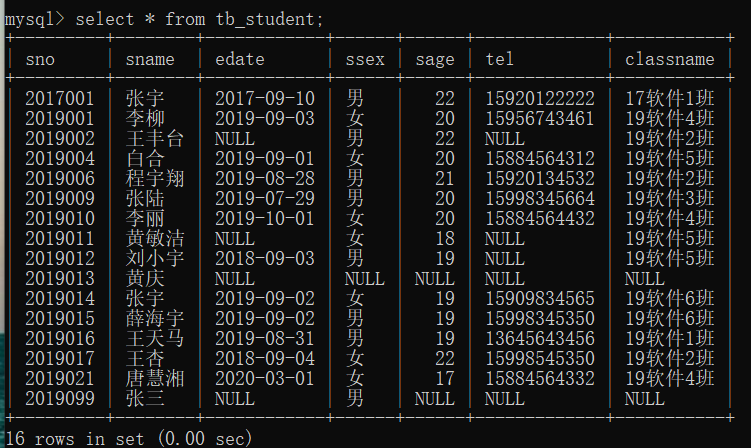 mysql> select * from tb_student;
+---------+--------+------------+------+------+-------------+-----------+
| sno | sname | edate | ssex | sage | tel | classname |
+---------+--------+------------+------+------+-------------+-----------+
| 2017001 | 张宇 | 2017-09-10 | 男 | 22 | 15920122222 | 17软件1班 |
| 2019001 | 李柳 | 2019-09-03 | 女 | 20 | 15956743461 | 19软件4班 |
| 2019002 | 王丰台 | NULL | 男 | 22 | NULL | 19软件2班 |
| 2019004 | 白合 | 2019-09-01 | 女 | 20 | 15884564312 | 19软件5班 |
| 2019006 | 程宇翔 | 2019-08-28 | 男 | 21 | 15920134532 | 19软件2班 |
| 2019009 | 张陆 | 2019-07-29 | 男 | 20 | 15998345664 | 19软件3班 |
| 2019010 | 李丽 | 2019-10-01 | 女 | 20 | 15884564432 | 19软件4班 |
| 2019011 | 黄敏洁 | NULL | 女 | 18 | NULL | 19软件5班 |
| 2019012 | 刘小宇 | 2018-09-03 | 男 | 19 | NULL | 19软件5班 |
| 2019013 | 黄庆 | NULL | NULL | NULL | NULL | NULL |
| 2019014 | 张宇 | 2019-09-02 | 女 | 19 | 15909834565 | 19软件6班 |
| 2019015 | 薛海宇 | 2019-09-02 | 男 | 19 | 15998345350 | 19软件6班 |
| 2019016 | 王天马 | 2019-08-31 | 男 | 19 | 13645643456 | 19软件1班 |
| 2019017 | 王杏 | 2018-09-04 | 女 | 22 | 15998545350 | 19软件2班 |
| 2019021 | 唐慧湘 | 2020-03-01 | 女 | 17 | 15884564332 | 19软件4班 |
| 2019099 | 张三 | NULL | 男 | NULL | NULL | NULL |
+---------+--------+------------+------+------+-------------+-----------+
16 rows in set (0.00 sec)